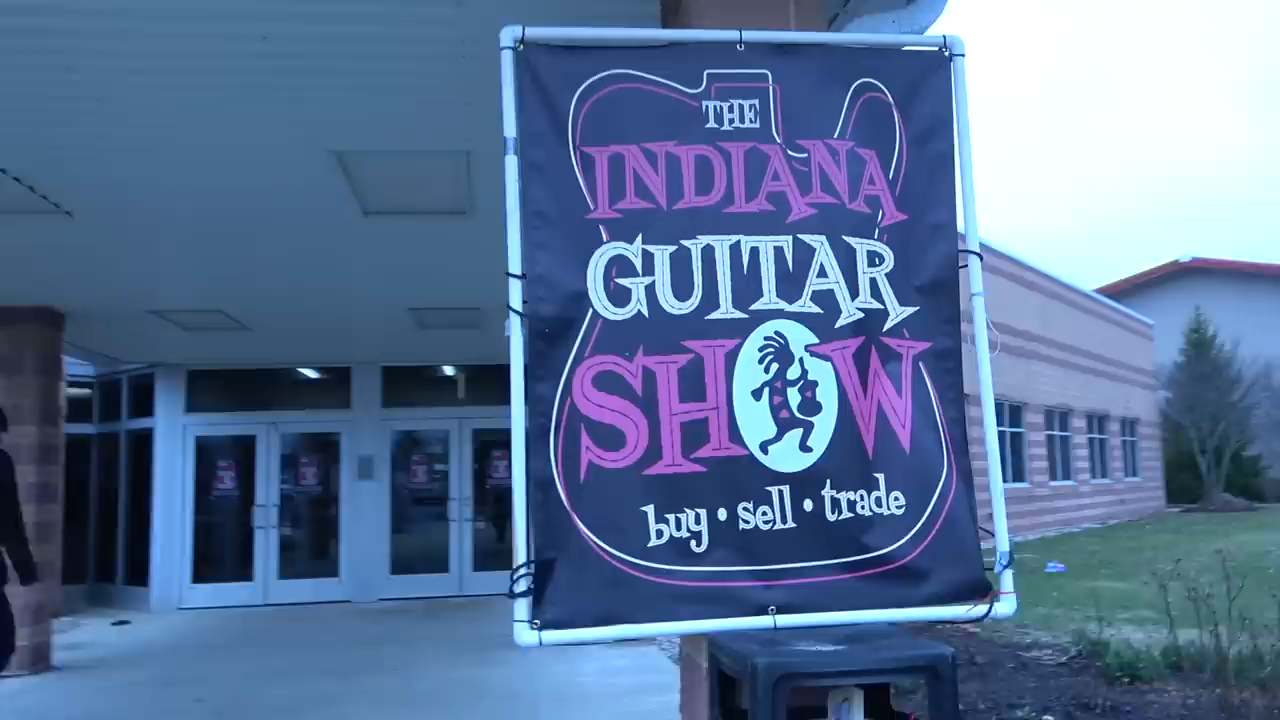 THE
INDIANA
GUITAR
SHOW
buy • sell • trade